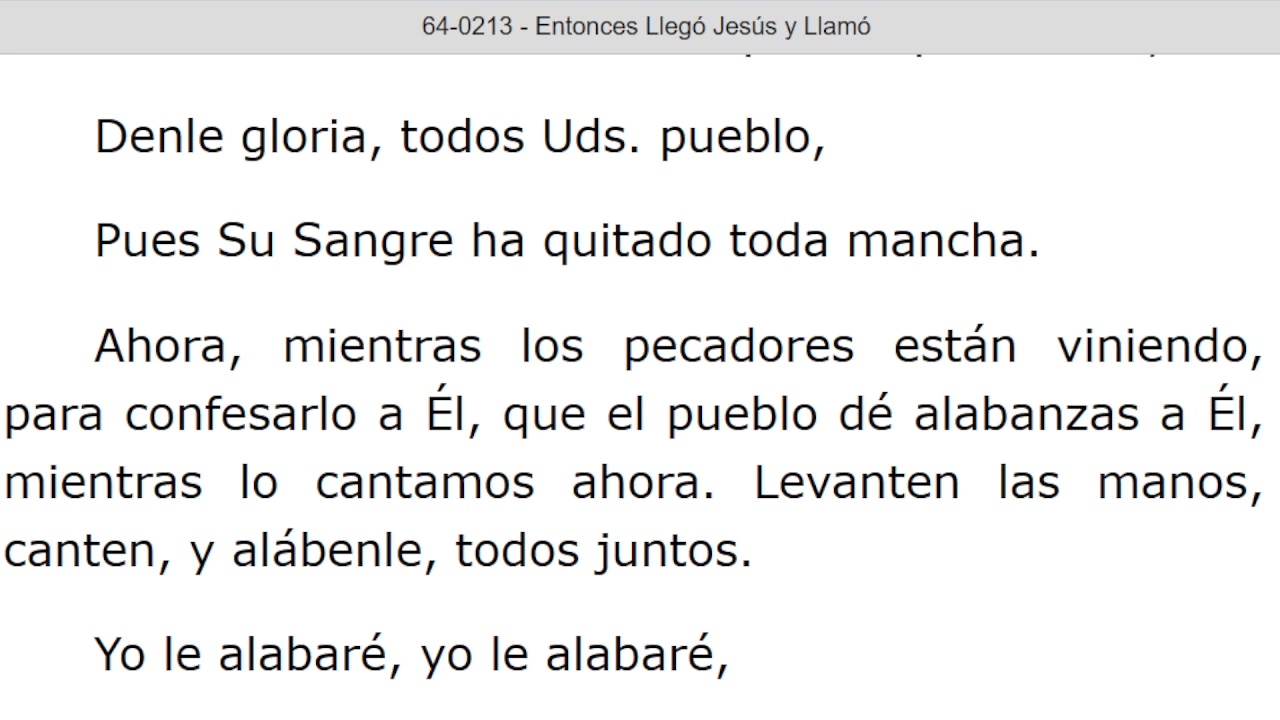 64-0213 - Entonces Llegó Jesús y Llamó
Denle gloria, todos Uds. pueblo,
Pues Su Sangre ha quitado toda mancha.
Ahora, mientras los pecadores están viniendo,
para confesarlo a Él, que el pueblo dé alabanzas a Él,
mientras lo cantamos ahora. Levanten las manos,
canten, y alábenle, todos juntos.
Yo le alabaré, yo le alabaré,